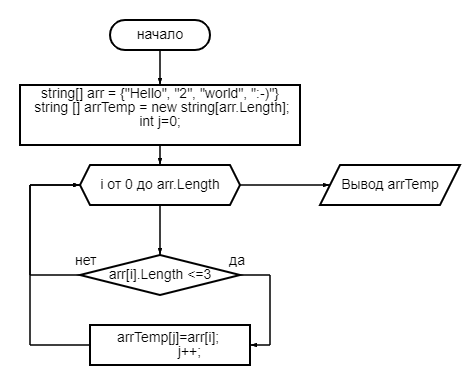 начало
string[] arr = {"Hello", "2", "world", ":-)"}
string [] arrTemp = new string[arr.Length];
int j=0;
i от 0 до arr.Length
Вывод arrTemp
нет
да
arr[i].Length <=3
arrTemp[j]=arr[i];
j++;